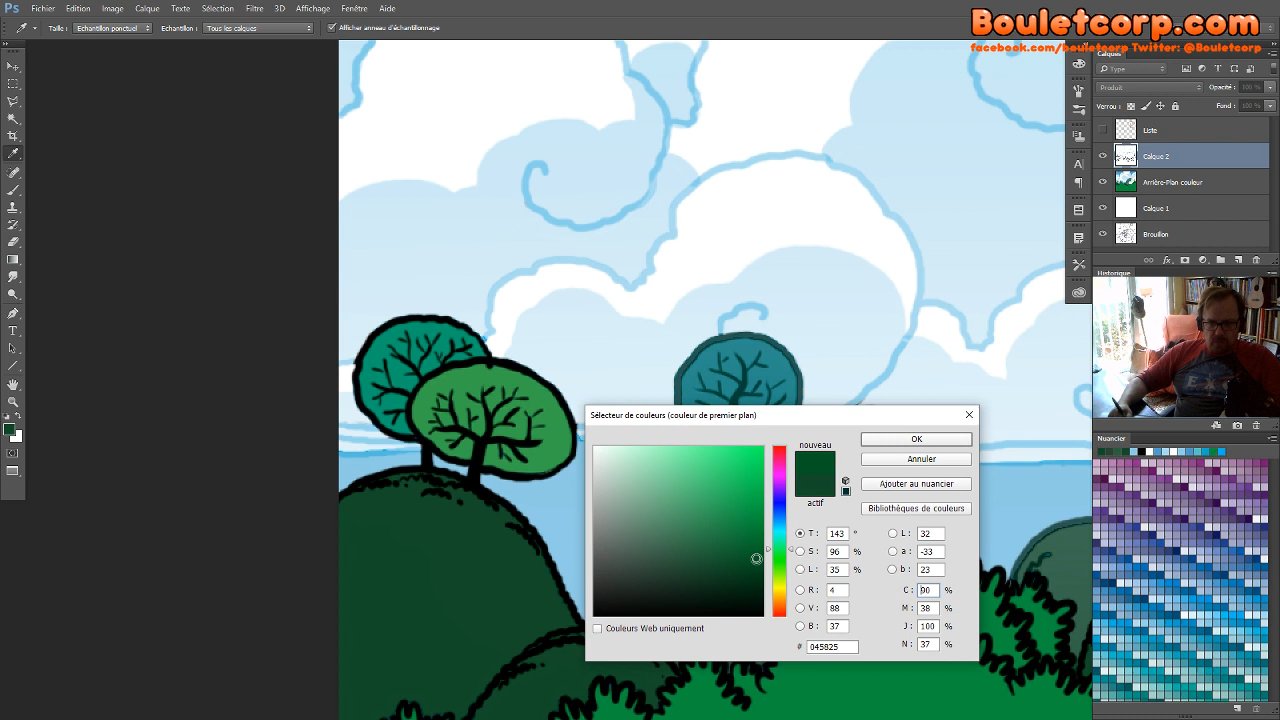 Ps Fichier Edition Image Calque Texte Sélection Filtre 3D Affichage Fenêtre Aide
Bouletcorp.com
facebook.com/bouletcorp Twitter: @Bouletcorp
Taille : Echantillon ponctuel Echantillon : Tous les calques Afficher anneau d'échantillonnage
Calques
Type
Produit Opacité : 100 %
Verrou : Fond : 100 %
Liste
Calque 2
Arrière-Plan couleur
Calque 1
Brouillon
Historique
Nuancier
Sélecteur de couleurs (couleur de premier plan)
nouveau
actif
OK
Annuler
Ajouter au nuancier
Bibliothèques de couleurs
T : 143 ° L : 32
S : 96 % a : -33
L : 35 % b : 23
R : 4 C : 90 %
V : 88 M : 38 %
B : 37 J : 100 %
# 045825 N : 37 %
Couleurs Web uniquement